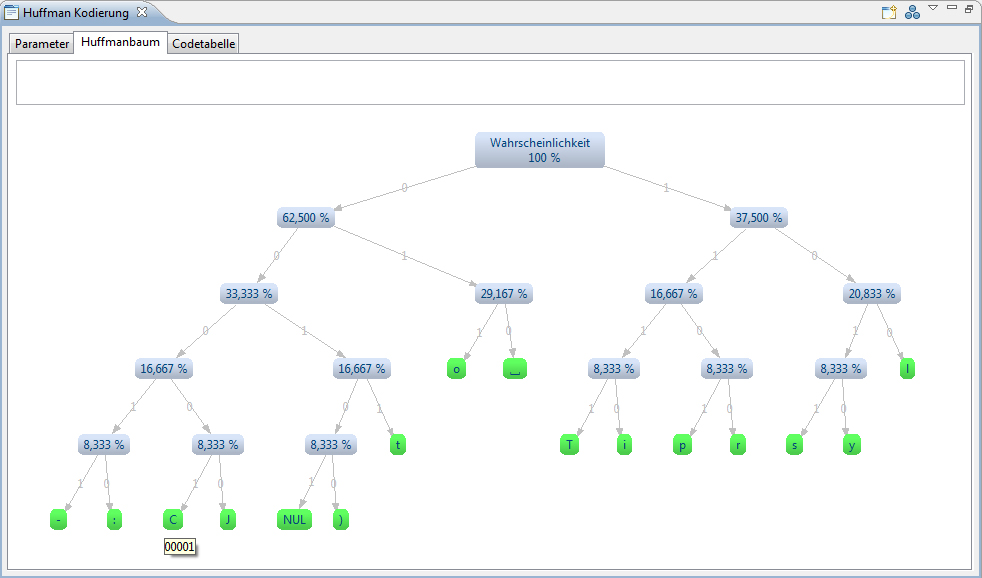 Huffman Kodierung
Parameter Huffmanbaum Codetabelle
Wahrscheinlichkeit
100 %
0 1
62,500 % 37,500 %
0 1 1 0
33,333 % 29,167 % 16,667 % 20,833 %
0 1 1 0 1 0 1 0
16,667 % 16,667 % o ⎵ 8,333 % 8,333 % 8,333 % l
1 0 0 1 1 0 1 0 1 0
8,333 % 8,333 % 8,333 % t T i p r s y
1 0 1 0 1 0
- : C J NUL )
00001